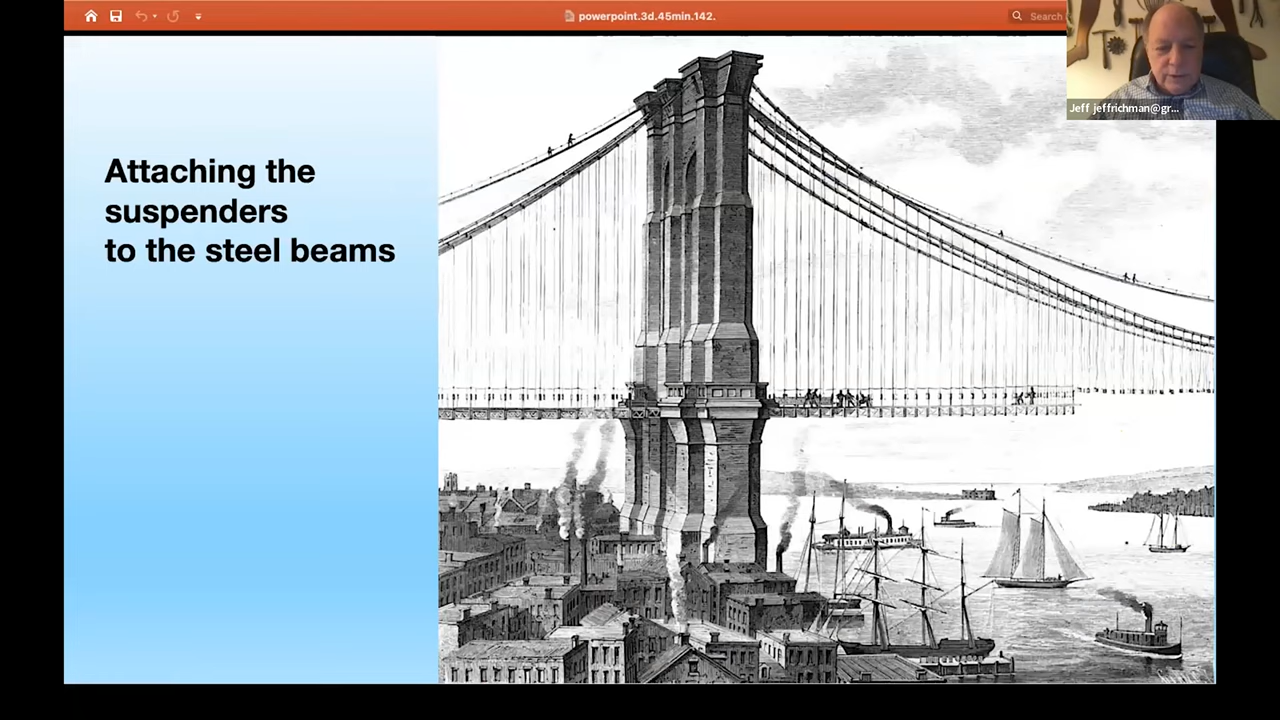 powerpoint.3d.45min.142.
Search
Jeff jeffrichman@gr...
Attaching the
suspenders
to the steel beams